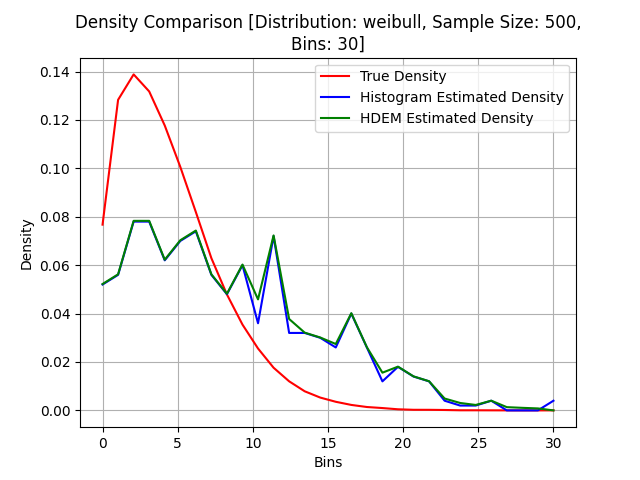 Density Comparison [Distribution: weibull, Sample Size: 500,
Bins: 30]
True Density
Histogram Estimated Density
HDEM Estimated Density
Density
0.14
0.12
0.10
0.08
0.06
0.04
0.02
0.00
0 5 10 15 20 25 30
Bins